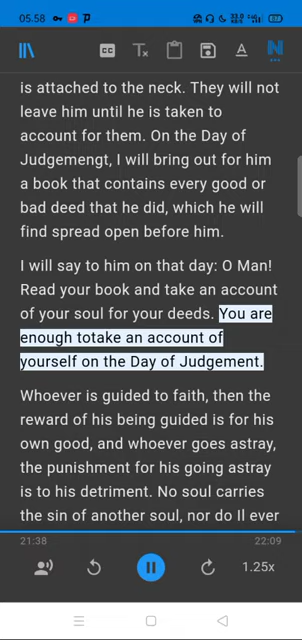 05.58
33.9
KB/s
CC
is attached to the neck. They will not
leave him until he is taken to
account for them. On the Day of
Judgemengt, I will bring out for him
a book that contains every good or
bad deed that he did, which he will
find spread open before him.
I will say to him on that day: O Man!
Read your book and take an account
of your soul for your deeds. You are
enough totake an account of
yourself on the Day of Judgement.
Whoever is guided to faith, then the
reward of his being guided is for his
own good, and whoever goes astray,
the punishment for his going astray
is to his detriment. No soul carries
the sin of another soul, nor do Il ever
21:38
22:09
1.25x